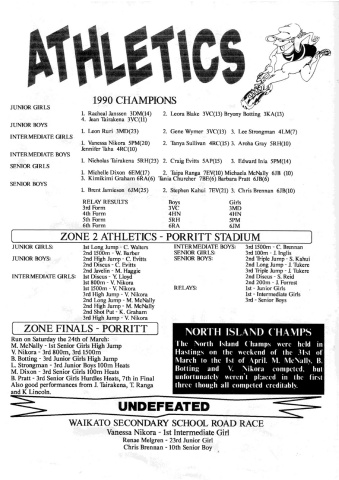 ATHLETICS
1990 CHAMPIONS
JUNIOR GIRLS
1. Racheal Janssen 3DM(14) 2. Leora Blake 3VC(13) Bryony Botting 3KA(13)
4. Jean Tairakena 3VC(11)
JUNIOR BOYS
1. Leon Ruri 3MD(23) 2. Gene Wymer 3VC(13) 3. Lee Strongman 4LM(7)
INTERMEDIATE GIRLS
1. Vanessa Nikora 5PM(20) 2. Tanya Sullivan 4RC(15) 3. Aroha Gray 5RH(10)
Jennifer Tahu 4RC(10)
INTERMEDIATE BOYS
1. Nicholas Tairakena 5RH(23) 2. Craig Evitts 5AP(15) 3. Edward Ivia 5PM(14)
SENIOR GIRLS
1. Michelle Dixon 6EM(17) 2. Taipa Ranga 7EV(10) Michaela McNally 6JB (10)
3. Kimikimi Graham 6RA(6) Tania Churcher 7BE(6) Barbara Pratt 6JB(6)
SENIOR BOYS
1. Brent Jamieson 6JM(25) 2. Stephen Kahui 7EV(21) 3. Chris Brennan 6JB(10)
RELAY RESULTS Boys Girls
3rd Form 3VC 3MD
4th Form 4HN 4HN
5th Form 5RH 5PM
6th Form 6RA 6JM
ZONE 2 ATHLETICS - PORRITT STADIUM
JUNIOR GIRLS: 1st Long Jump - C. Walters
2nd 1500m - W. Barber
JUNIOR BOYS: 2nd High Jump - C. Evitts
2nd Discus - C. Evitts
2nd Javelin - M. Haggie
INTERMEDIATE GIRLS: 1st Discus - Y. Lloyd
1st 800m - V. Nikora
1st 1500m - V. Nikora
3rd High Jump - V. Nikora
2nd Long Jump - M. McNally
2nd High Jump - M. McNally
2nd Shot Put - K. Graham
3rd High Jump - V. Nikora
INTERMEDIATE BOYS: 3rd 1500m - C. Brennan
SENIOR GIRLS: 3rd 100m - J. Inglis
SENIOR BOYS: 2nd Triple Jump - S. Kahui
2nd Long Jump - J. Tukere
3rd Triple Jump - J. Tukere
2nd Discus - S. Reid
2nd 200m - J. Forrest
RELAYS: 1st - Junior Girls
1st - Intermediate Girls
3rd - Senior Boys
ZONE FINALS - PORRITT
Run on Saturday the 24th of March:
M. McNally - 1st Senior Girls High Jump
V. Nikora - 3rd 800m, 3rd 1500m
B. Botting - 3rd Junior Girls High Jump
L. Strongman - 3rd Junior Boys 100m Heats
M. Dixon - 3rd Senior Girls 100m Heats
B. Pratt - 3rd Senior Girls Hurdles Heats, 7th in Final
Also good performances from J. Tairakena, T. Ranga
and K Lincoln.
NORTH ISLAND CHAMPS
The North Island Champs were held in
Hastings on the weekend of the 31st of
March to the 1st of April. M. McNally. B.
Botting and V. Nikora competed, but
unfortunately weren't placed in the first
three though all competed creditably.
UNDEFEATED
WAIKATO SECONDARY SCHOOL ROAD RACE
Vanessa Nikora - 1st Intermediate Girl
Renae Melgren - 23rd Junior Girl
Chris Brennan - 10th Senior Boy